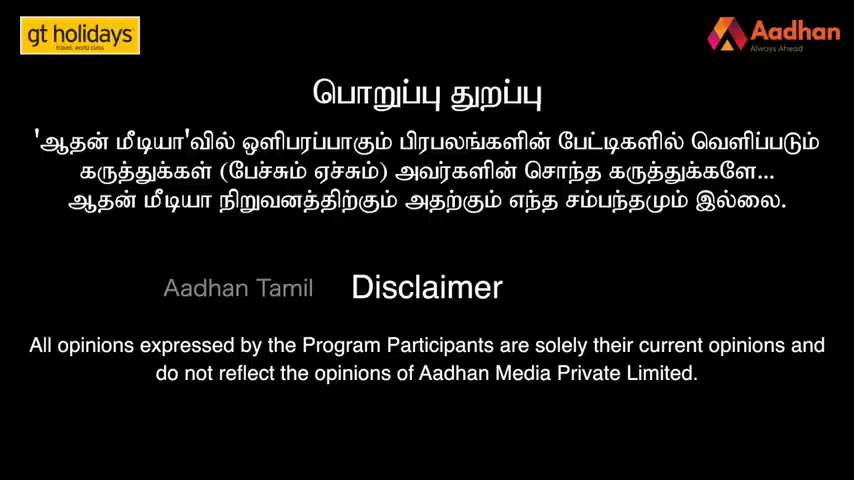 gt holidays
travel, world class
Aadhan
Always Ahead
பொறுப்பு துறப்பு
'ஆதன் மீடியா'வில் ஒளிபரப்பாகும் பிரபலங்களின் பேட்டிகளில் வெளிப்படும்
கருத்துக்கள் (பேச்சும் ஏச்சும்) அவர்களின் சொந்த கருத்துக்களே...
ஆதன் மீடியா நிறுவனத்திற்கும் அதற்கும் எந்த சம்பந்தமும் இல்லை.
Aadhan Tamil Disclaimer
All opinions expressed by the Program Participants are solely their current opinions and
do not reflect the opinions of Aadhan Media Private Limited.